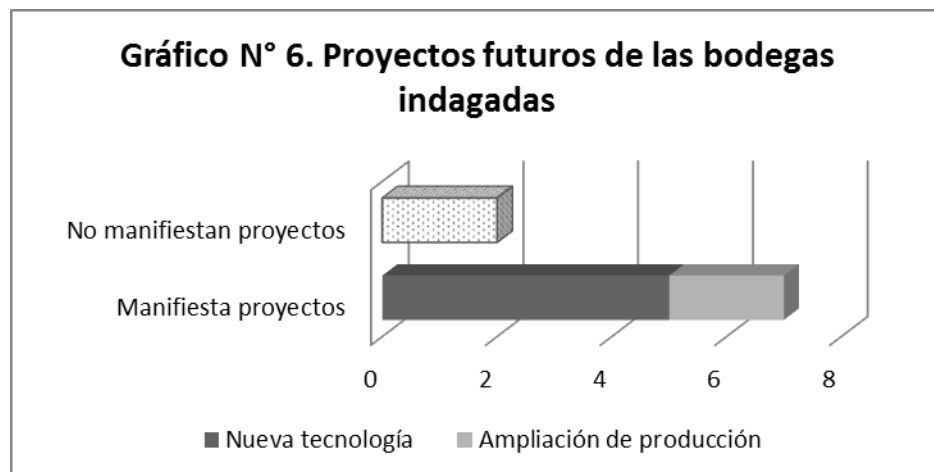 Gráfico N° 6. Proyectos futuros de las bodegas
indagadas
No manifiestan proyectos
Manifiesta proyectos
0 2 4 6 8
Nueva tecnología Ampliación de producción